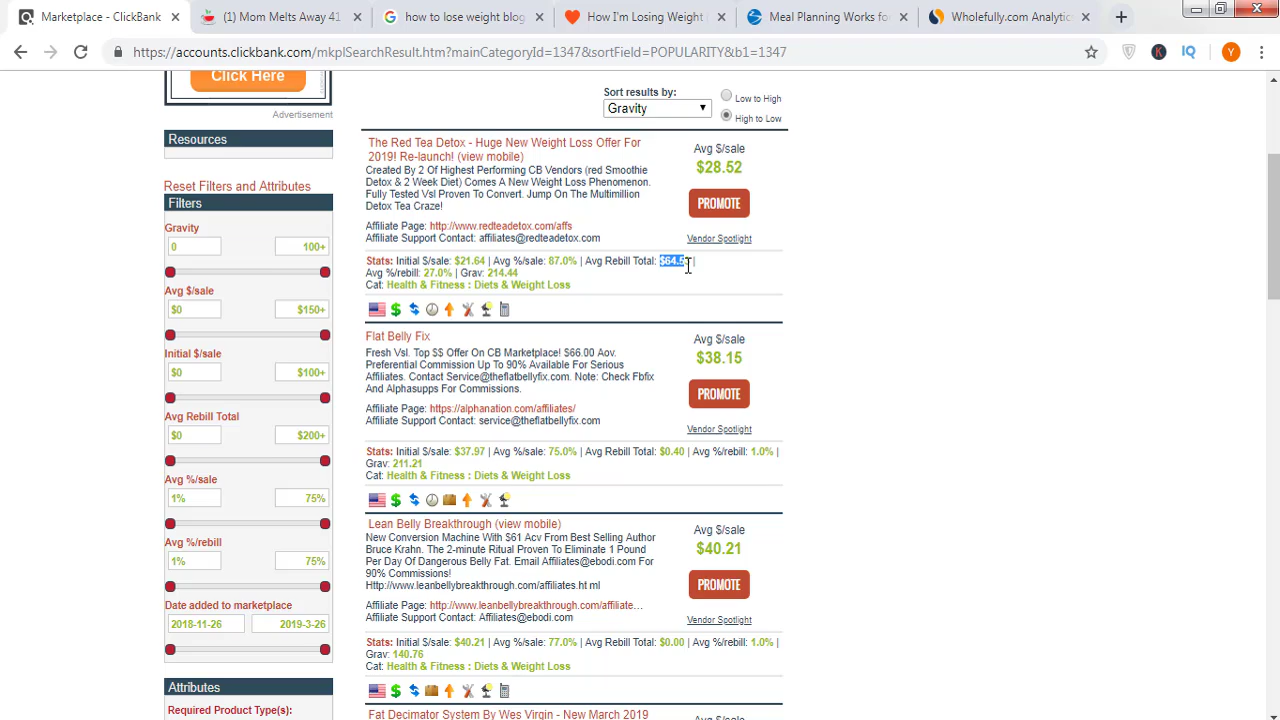 Marketplace - ClickBank
(1) Mom Melts Away 41
how to lose weight blog
How I'm Losing Weight
Meal Planning Works for
Wholefully.com Analytic
https://accounts.clickbank.com/mkplSearchResult.htm?mainCategoryId=1347&sortField=POPULARITY&b1=1347
K
IQ
Y
Click Here
Advertisement
Resources
Reset Filters and Attributes
Filters
Gravity
0
100+
Avg $/sale
$0
$150+
Initial $/sale
$0
$100+
Avg Rebill Total
$0
$200+
Avg %/sale
1%
75%
Avg %/rebill
1%
75%
Date added to marketplace
2018-11-26
2019-3-26
Attributes
Required Product Type(s):
Sort results by:
Gravity
Low to High
High to Low
The Red Tea Detox - Huge New Weight Loss Offer For
2019! Re-launch! (view mobile)
Created By 2 Of Highest Performing CB Vendors (red Smoothie
Detox & 2 Week Diet) Comes A New Weight Loss Phenomenon.
Fully Tested Vsl Proven To Convert. Jump On The Multimillion
Detox Tea Craze!
Affiliate Page: http://www.redteadetox.com/affs
Affiliate Support Contact: affiliates@redteadetox.com
Avg $/sale
$28.52
PROMOTE
Vendor Spotlight
Stats: Initial $/sale: $21.64 | Avg %/sale: 87.0% | Avg Rebill Total: |
Avg %/rebill: 27.0% | Grav: 214.44
Cat: Health & Fitness : Diets & Weight Loss
Flat Belly Fix
Fresh Vsl. Top $$ Offer On CB Marketplace! $66.00 Aov.
Preferential Commission Up To 90% Available For Serious
Affiliates. Contact Service@theflatbellyfix.com. Note: Check Fbfix
And Alphasupps For Commissions.
Affiliate Page: https://alphanation.com/affiliates/
Affiliate Support Contact: service@theflatbellyfix.com
Avg $/sale
$38.15
PROMOTE
Vendor Spotlight
Stats: Initial $/sale: $37.97 | Avg %/sale: 75.0% | Avg Rebill Total: $0.40 | Avg %/rebill: 1.0% |
Grav: 211.21
Cat: Health & Fitness : Diets & Weight Loss
Lean Belly Breakthrough (view mobile)
New Conversion Machine With $61 Acv From Best Selling Author
Bruce Krahn. The 2-minute Ritual Proven To Eliminate 1 Pound
Per Day Of Dangerous Belly Fat. Email Affiliates@ebodi.com For
90% Commissions!
Http://www.leanbellybreakthrough.com/affiliates.ht ml
Affiliate Page: http://www.leanbellybreakthrough.com/affiliate...
Affiliate Support Contact: Affiliates@ebodi.com
Avg $/sale
$40.21
PROMOTE
Vendor Spotlight
Stats: Initial $/sale: $40.21 | Avg %/sale: 77.0% | Avg Rebill Total: $0.00 | Avg %/rebill: 1.0% |
Grav: 140.76
Cat: Health & Fitness : Diets & Weight Loss
Fat Decimator System By Wes Virgin - New March 2019
Avg $/sale